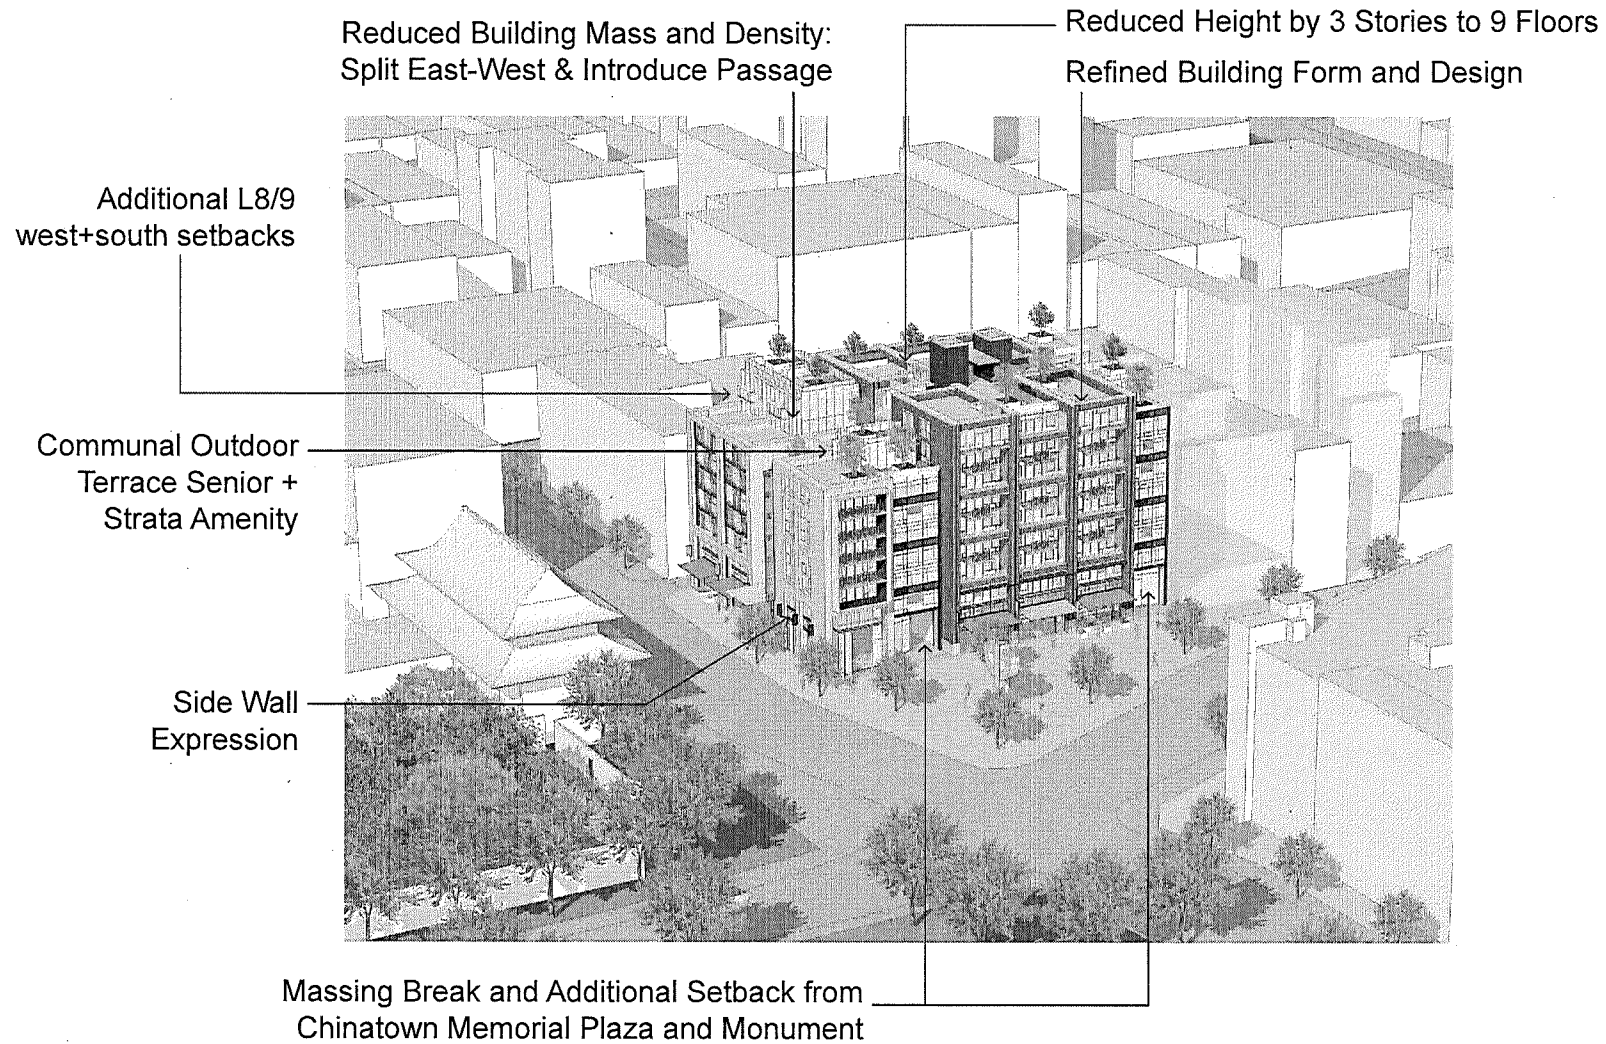 Reduced Building Mass and Density:
Split East-West & Introduce Passage
Reduced Height by 3 Stories to 9 Floors
Refined Building Form and Design
Additional L8/9
west+south setbacks
Communal Outdoor
Terrace Senior +
Strata Amenity
Side Wall
Expression
Massing Break and Additional Setback from
Chinatown Memorial Plaza and Monument